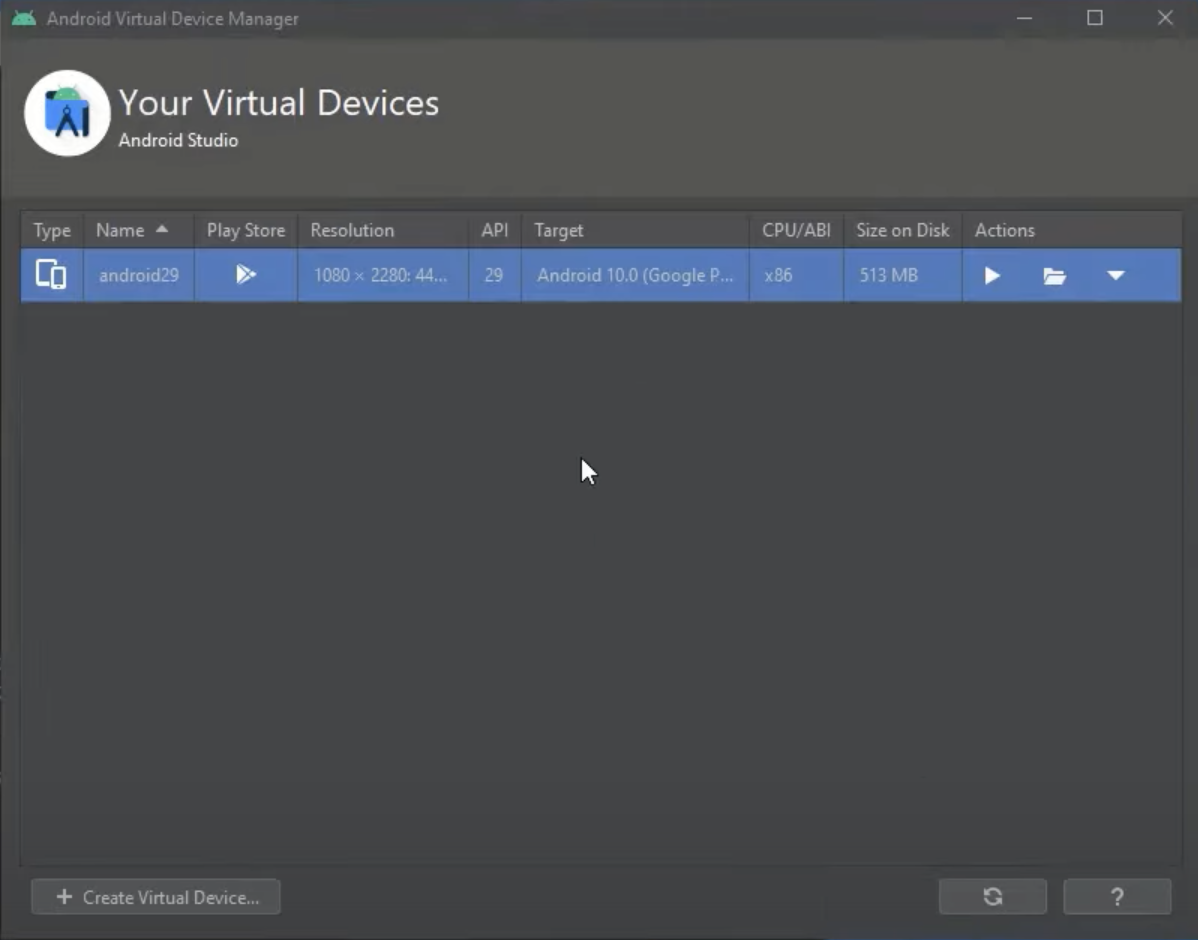 Android Virtual Device Manager
Your Virtual Devices
Android Studio
Type Name Play Store Resolution API Target CPU/ABI Size on Disk Actions
android29 1080 × 2280: 44... 29 Android 10.0 (Google P... x86 513 MB
+ Create Virtual Device... ?